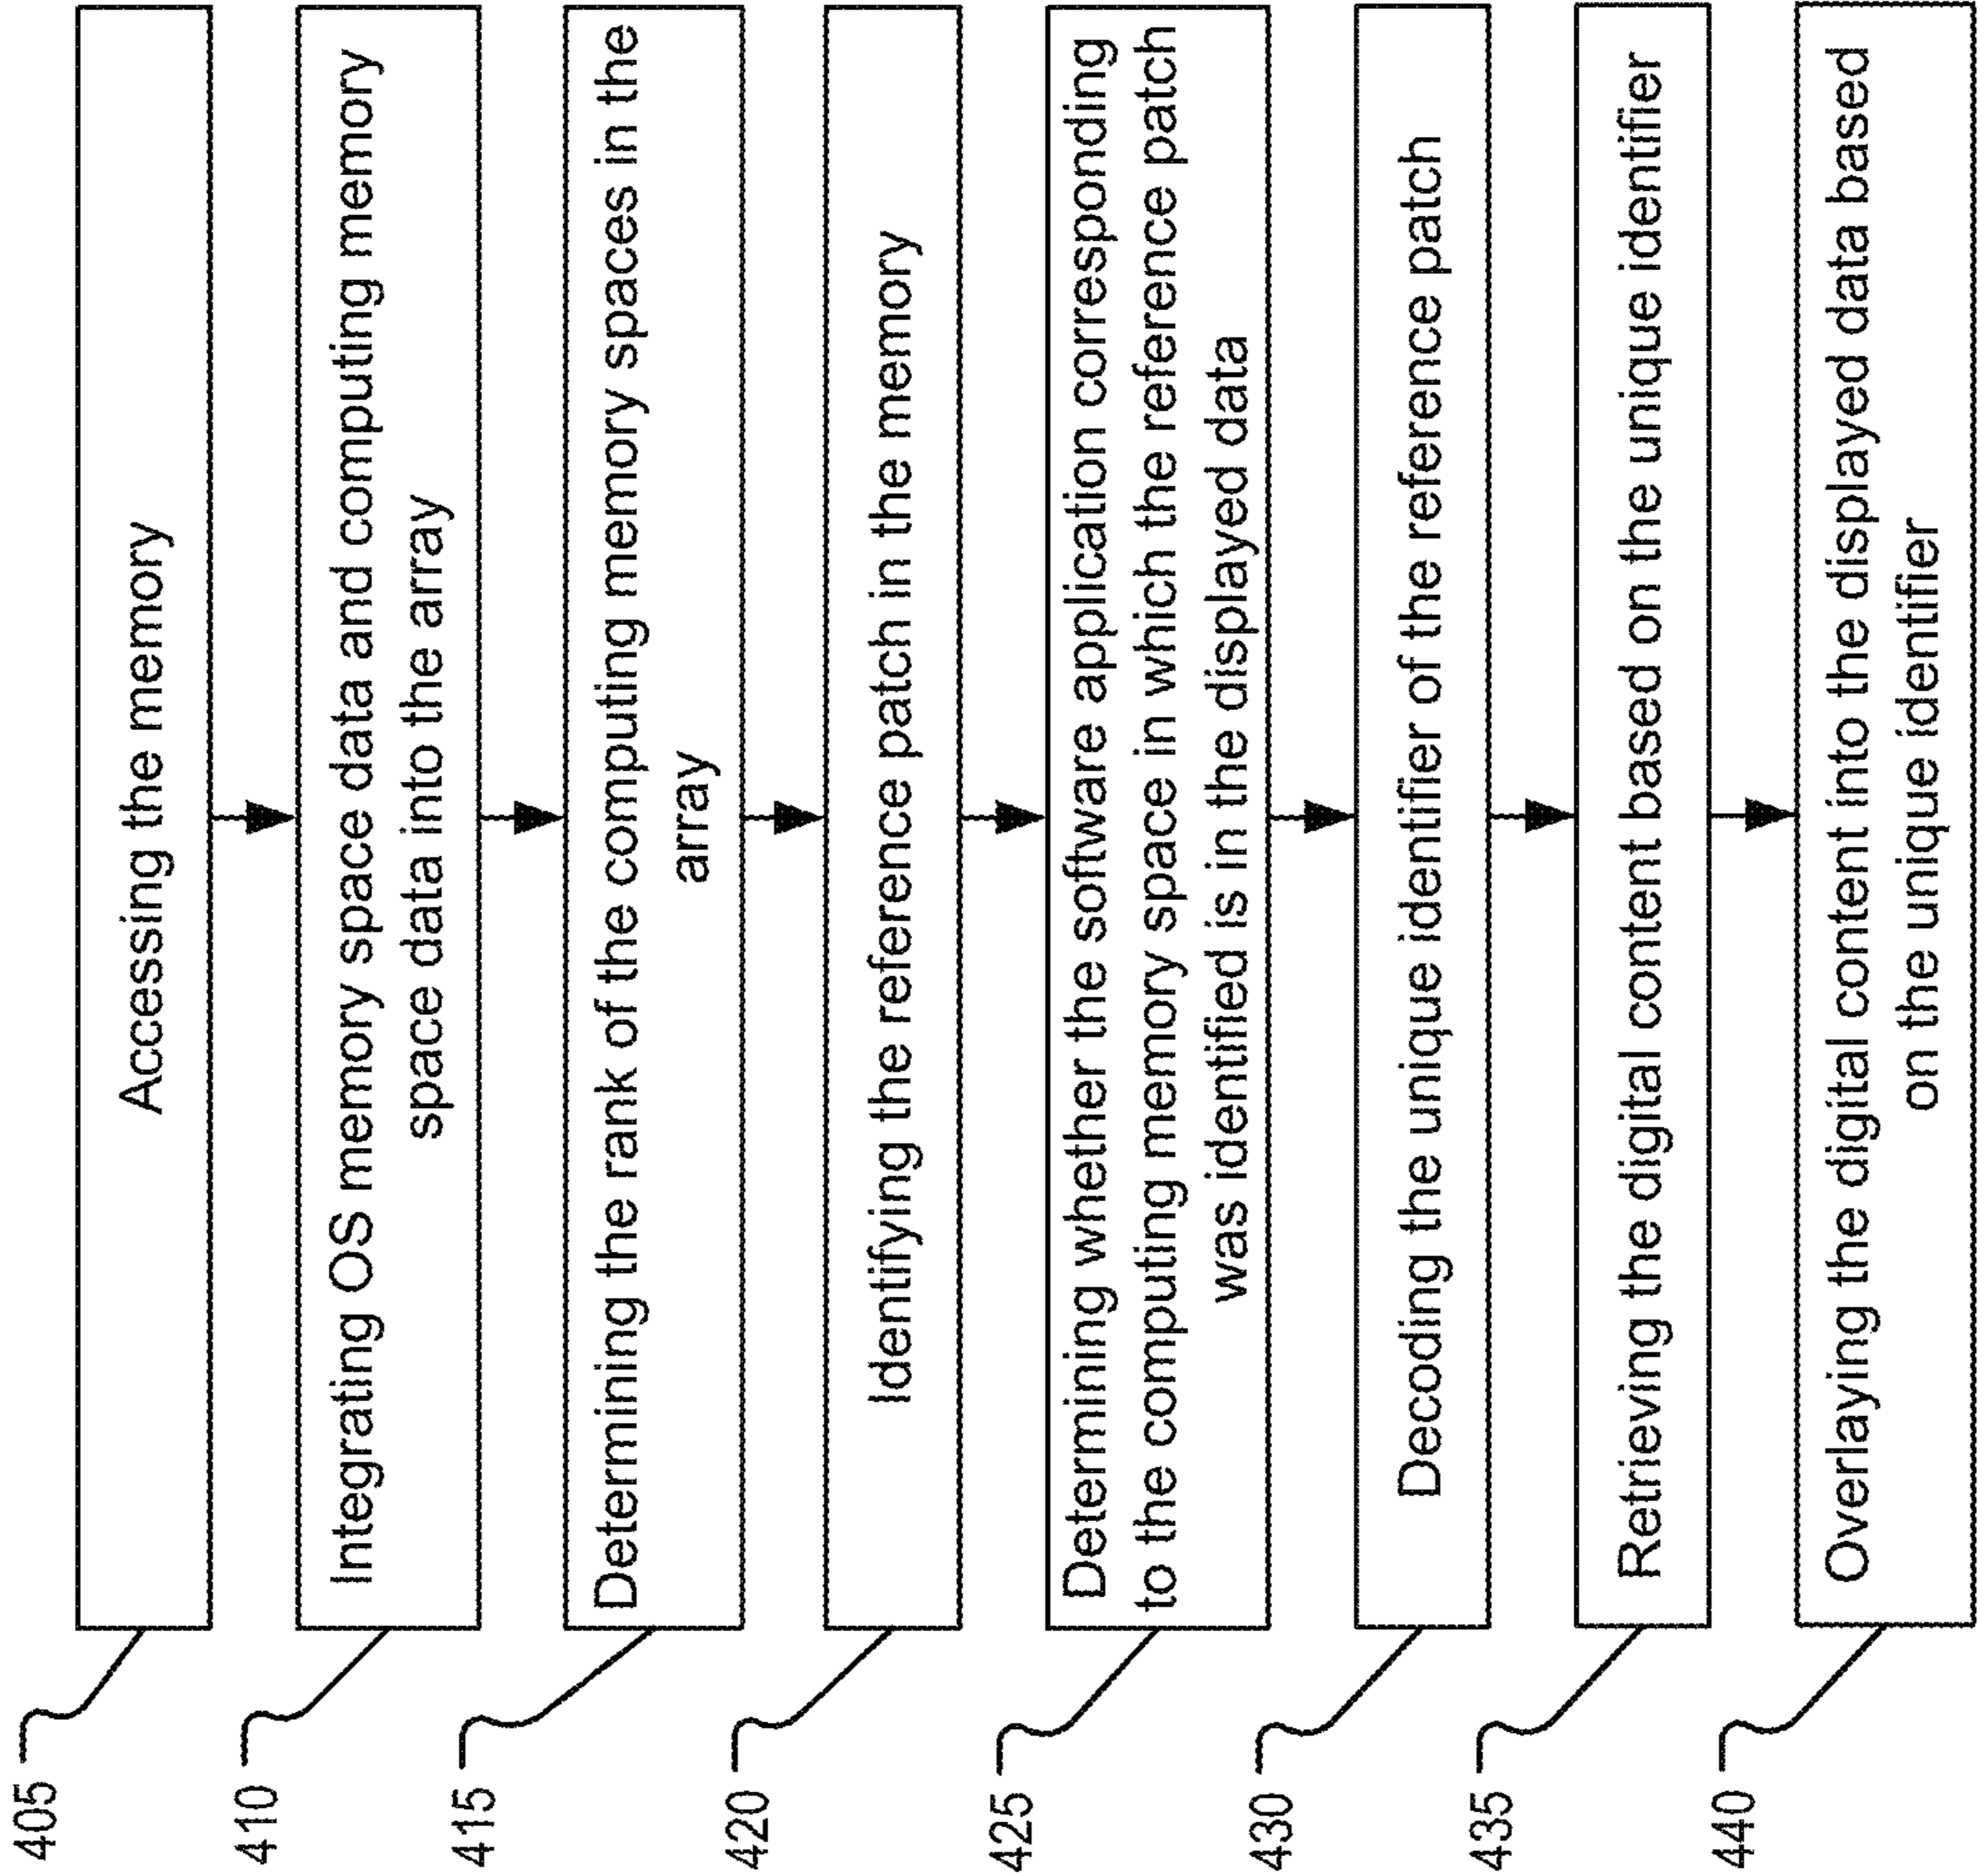 405
Accessing the memory
410
Integrating OS memory space data and computing memory
space data into the array
415
Determining the rank of the computing memory spaces in the
array
420
Identifying the reference patch in the memory
425
Determining whether the software application corresponding
to the computing memory space in which the reference patch
was identified is in the displayed data
430
Decoding the unique identifier of the reference patch
435
Retrieving the digital content based on the unique identifier
440
Overlaying the digital content into the displayed data based
on the unique identifier